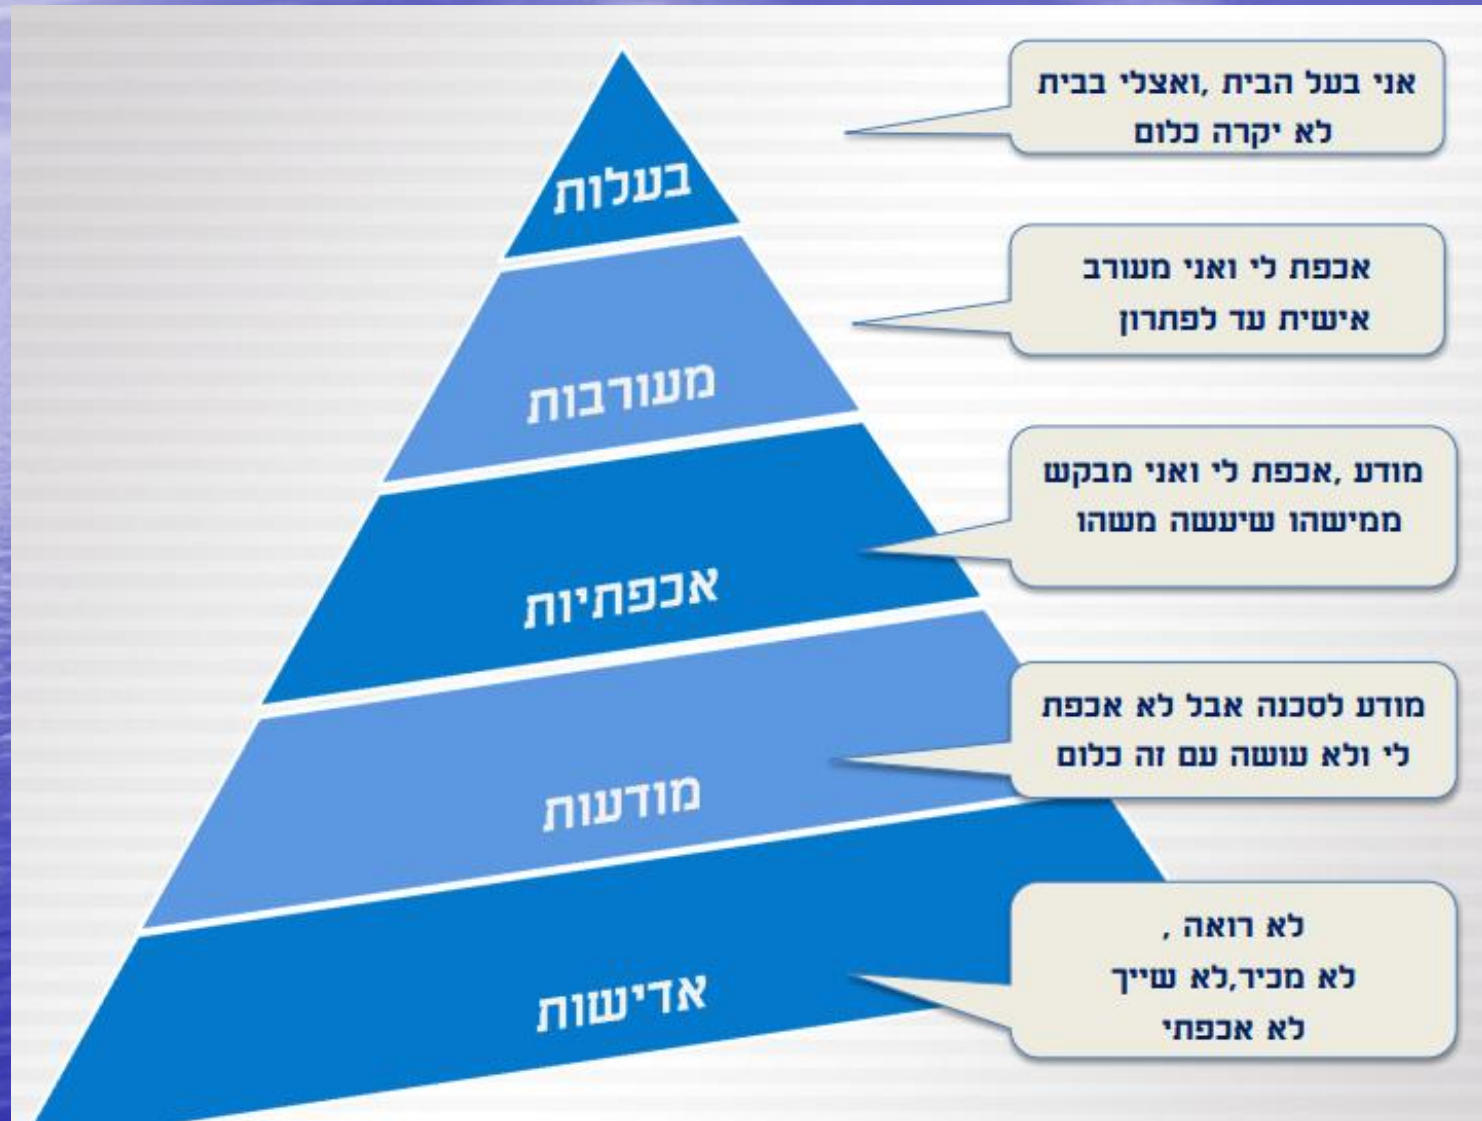 אני בעל הבית ,ואצלי בבית
לא יקרה כלום
בעלות
אכפת לי ואני מעורב
אישית עד לפתרון
מעורבות
מודע ,אכפת לי ואני מבקש
ממישהו שיעשה משהו
אכפתיות
מודע לסכנה אבל לא אכפת
לי ולא עושה עם זה כלום
מודעות
לא רואה ,
לא מכיר,לא שייך
לא אכפתי
אדישות